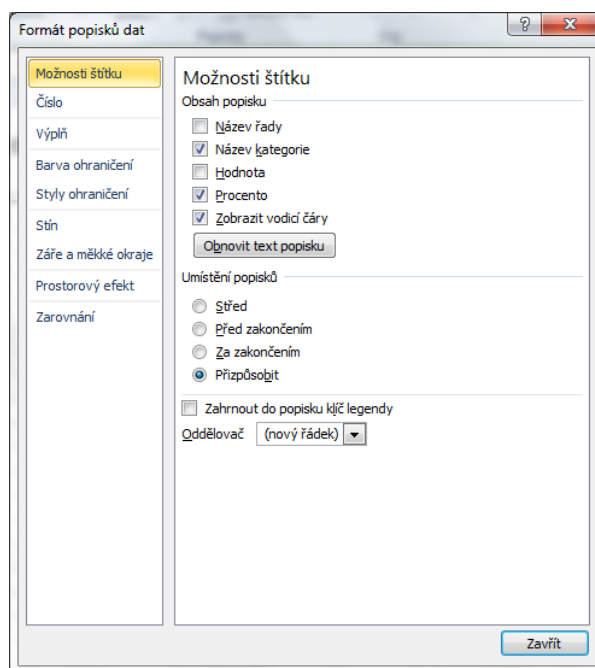 Formát popisků dat
Možnosti štítku
Číslo
Výplň
Barva ohraničení
Styly ohraničení
Stín
Záře a měkké okraje
Prostorový efekt
Zarovnání
Možnosti štítku
Obsah popisku
Název řady
Název kategorie
Hodnota
Procento
Zobrazit vodicí čáry
Obnovit text popisku
Umístění popisků
Střed
Před zakončením
Za zakončením
Přizpůsobit
Zahrnout do popisku klíč legendy
Oddělovač (nový řádek)
Zavřít